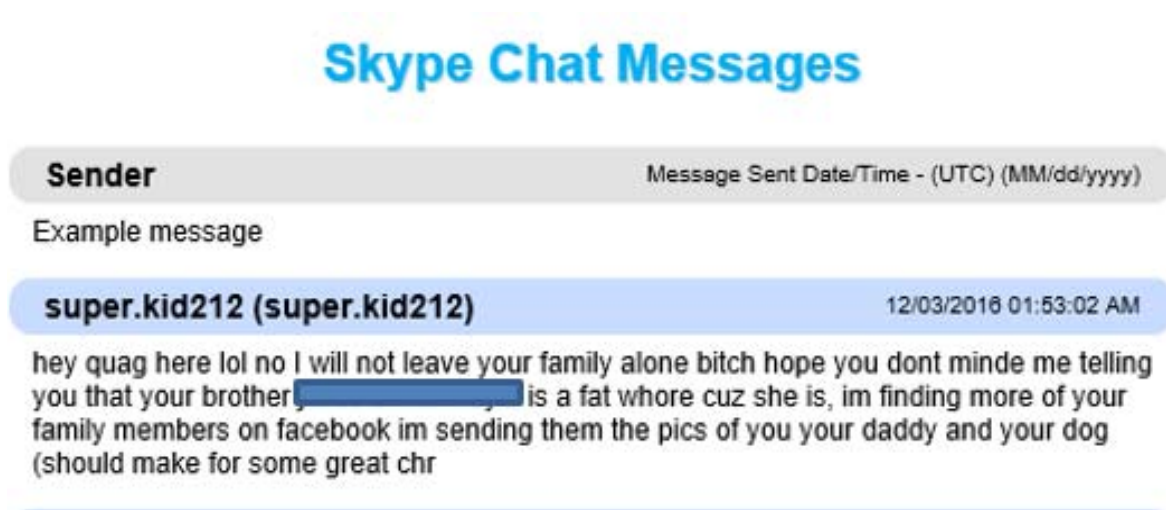 Skype Chat Messages
Sender Message Sent Date/Time - (UTC) (MM/dd/yyyy)
Example message
super.kid212 (super.kid212) 12/03/2016 01:53:02 AM
hey quag here lol no I will not leave your family alone bitch hope you dont minde me telling
you that your brother is a fat whore cuz she is, im finding more of your
family members on facebook im sending them the pics of you your daddy and your dog
(should make for some great chr